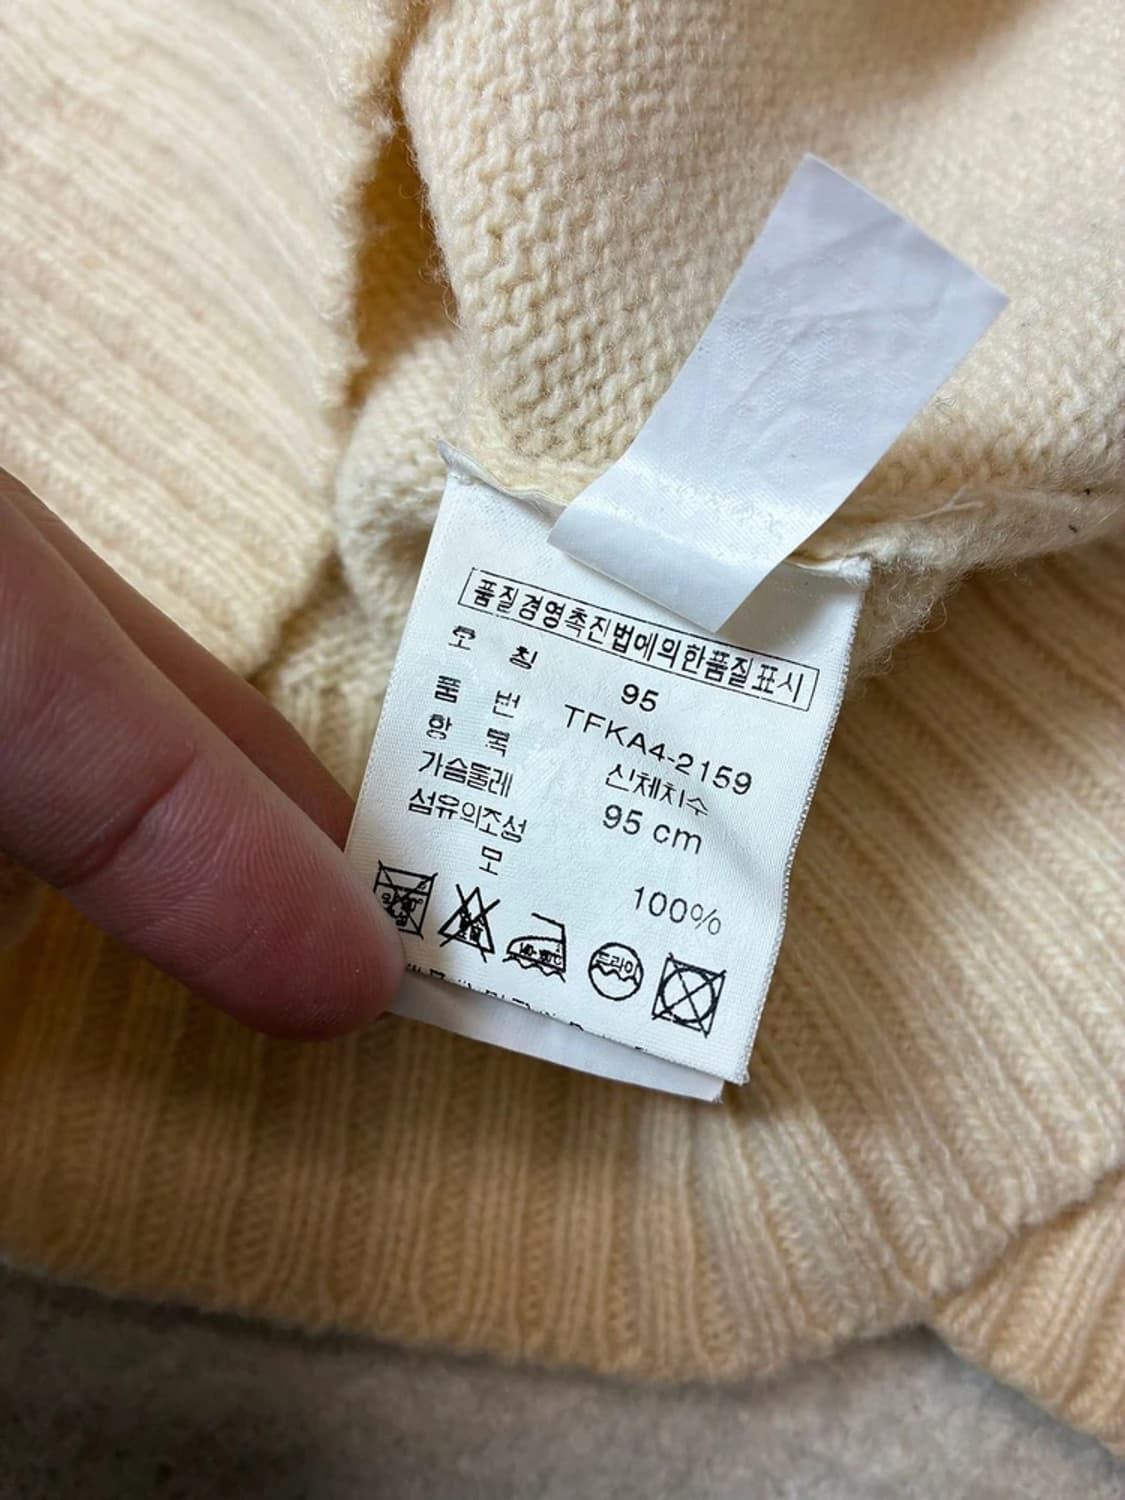 품질경영촉진법에의한품질표시
호 칭 95
품 번 TFKA4-2159
항 목 신체치수
가슴둘레 95 cm
섬유의조성
모 100%
드라이